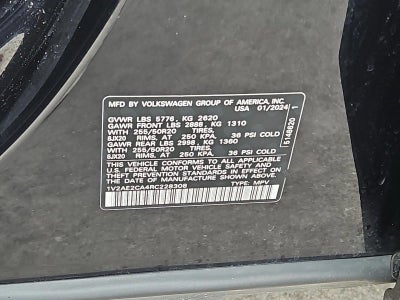 MFD BY VOLKSWAGEN GROUP OF AMERICA, INC.
USA 01/2024
GVWR LBS 5776, KG 2620
GAWR FRONT LBS 2888, KG 1310
WITH 255/50R20 TIRES,
8JX20 RIMS, AT 250 KPA, 36 PSI COLD
GAWR REAR LBS 2998, KG 1360
WITH 255/50R20 TIRES,
8JX20 RIMS, AT 250 KPA, 36 PSI COLD
THIS VEHICLE CONFORMS TO ALL APPLICABLE
U.S. FEDERAL MOTOR VEHICLE SAFETY AND
THEFT PREVENTION STANDARDS IN EFFECT
ON THE DATE OF MANUFACTURE SHOWN ABOVE.
1V2AE2CA4RC228308 TYPE: MPV
5148620 1